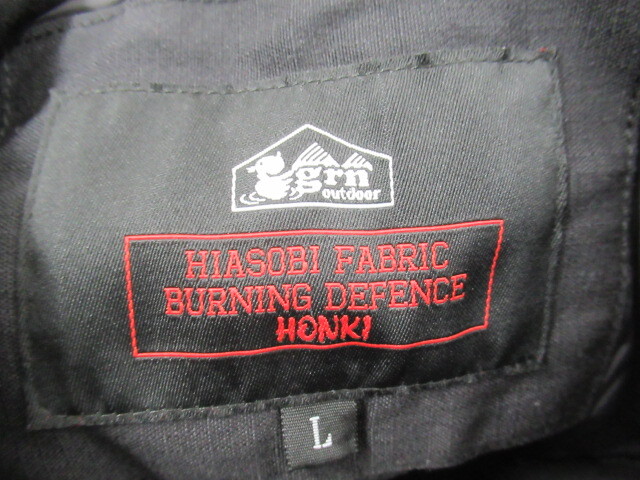 grn
outdoor
HIASOBI FABRIC
BURNING DEFENCE
HONKI
L